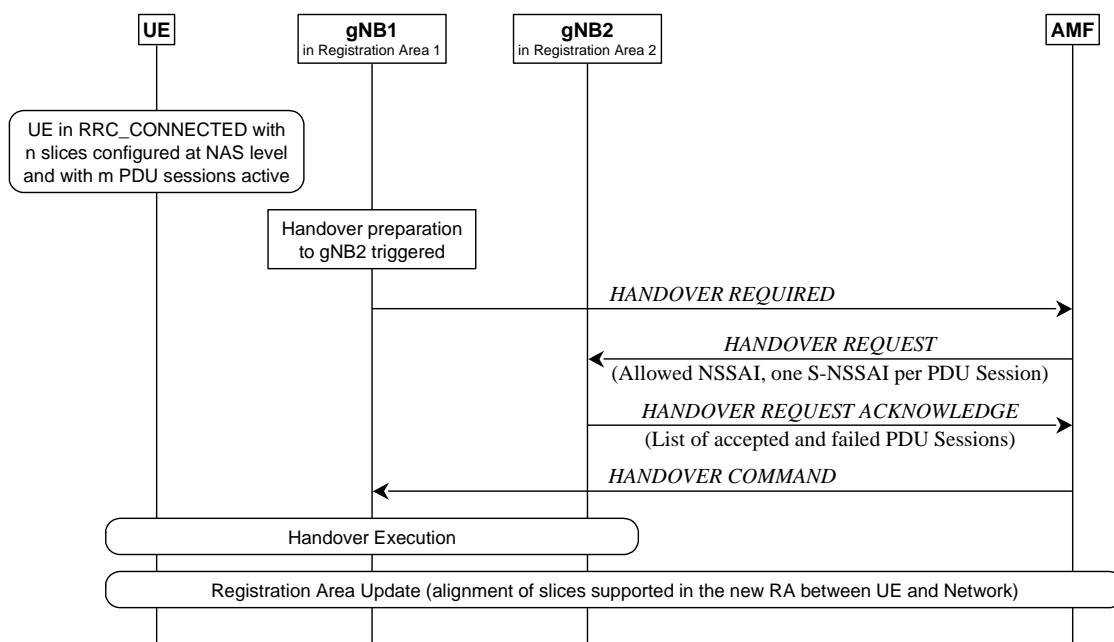 UE
gNB1
in Registration Area 1
gNB2
in Registration Area 2
AMF
UE in RRC_CONNECTED with
n slices configured at NAS level
and with m PDU sessions active
Handover preparation
to gNB2 triggered
HANDOVER REQUIRED
HANDOVER REQUEST
(Allowed NSSAI, one S-NSSAI per PDU Session)
HANDOVER REQUEST ACKNOWLEDGE
(List of accepted and failed PDU Sessions)
HANDOVER COMMAND
Handover Execution
Registration Area Update (alignment of slices supported in the new RA between UE and Network)